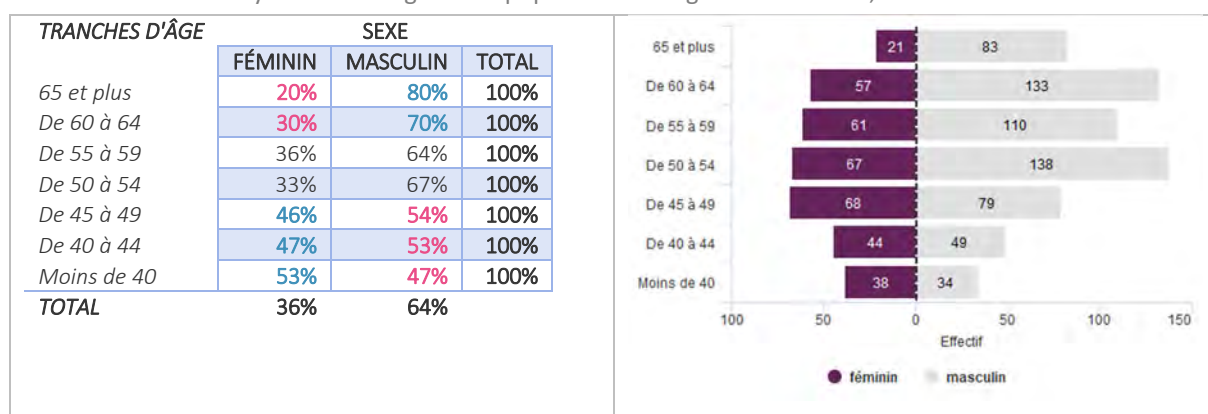 TRANCHES D'ÂGE SEXE
FÉMININ MASCULIN TOTAL
65 et plus 20% 80% 100%
De 60 à 64 30% 70% 100%
De 55 à 59 36% 64% 100%
De 50 à 54 33% 67% 100%
De 45 à 49 46% 54% 100%
De 40 à 44 47% 53% 100%
Moins de 40 53% 47% 100%
TOTAL 36% 64%
65 et plus 21 83
De 60 à 64 57 133
De 55 à 59 61 110
De 50 à 54 67 138
De 45 à 49 68 79
De 40 à 44 44 49
Moins de 40 38 34
100 50 0 50 100 150
Effectif
féminin masculin